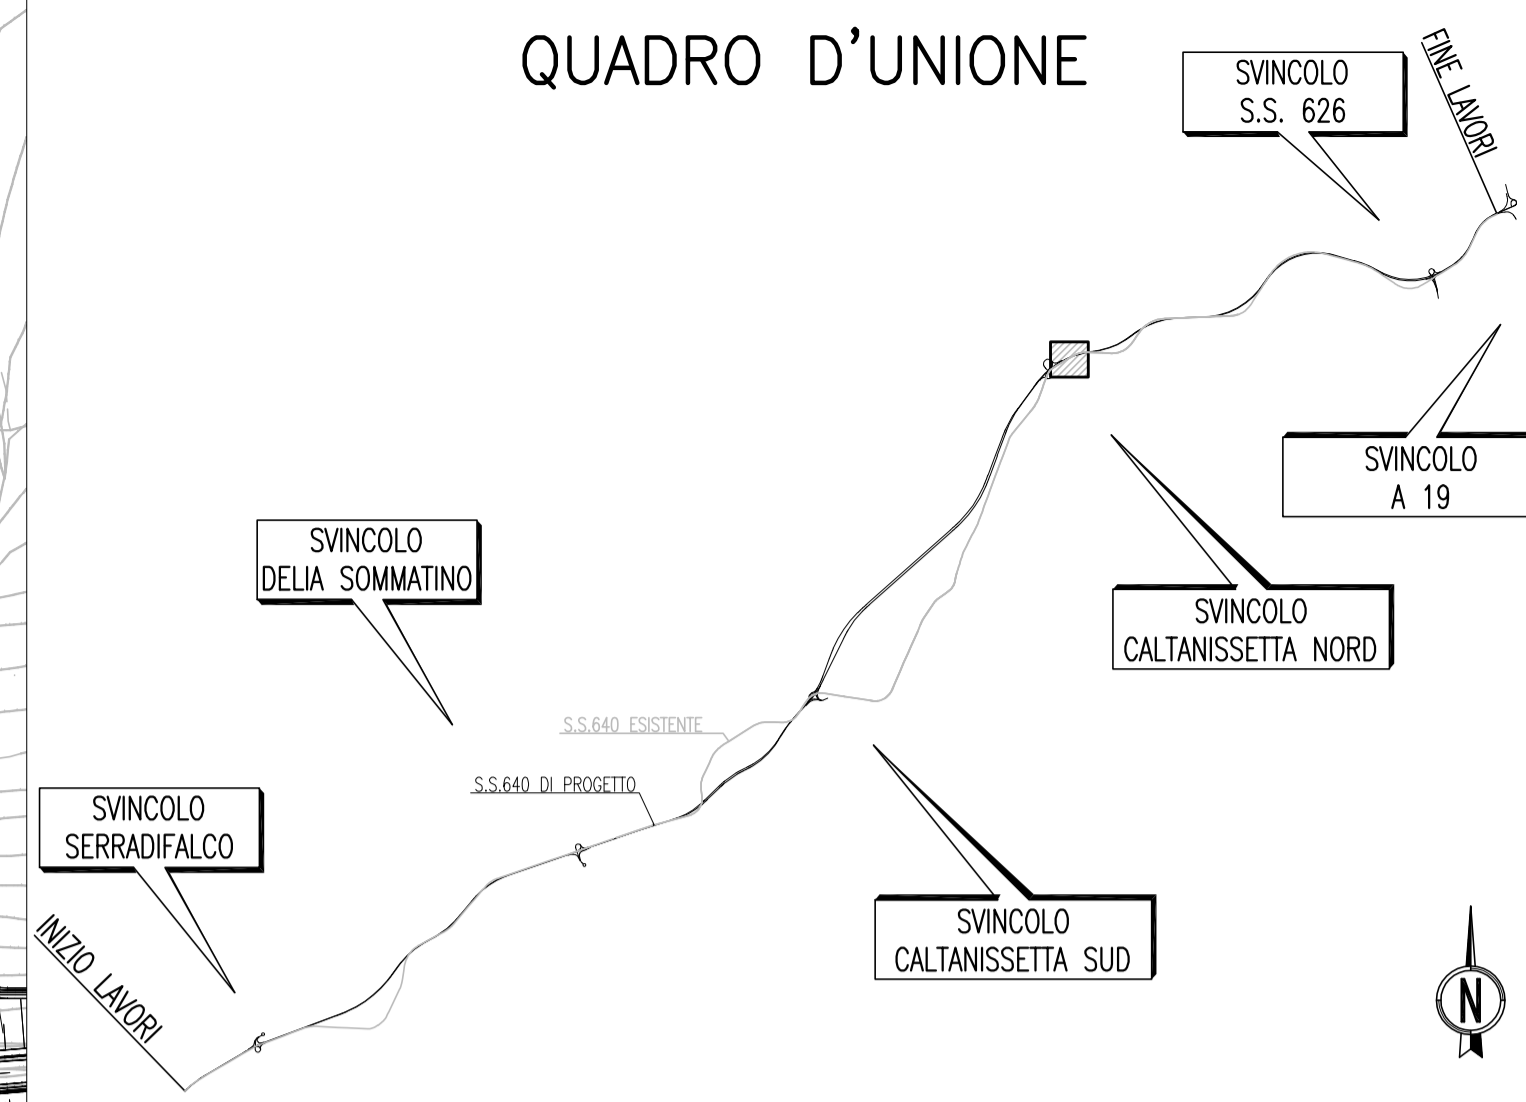 QUADRO D'UNIONE
SVINCOLO
S.S. 626
FINE LAVORI
SVINCOLO
A 19
SVINCOLO
DELIA SOMMATINO
SVINCOLO
CALTANISSETTA NORD
S.S.640 ESISTENTE
S.S.640 DI PROGETTO
SVINCOLO
SERRADIFALCO
SVINCOLO
CALTANISSETTA SUD
INIZIO LAVORI
N